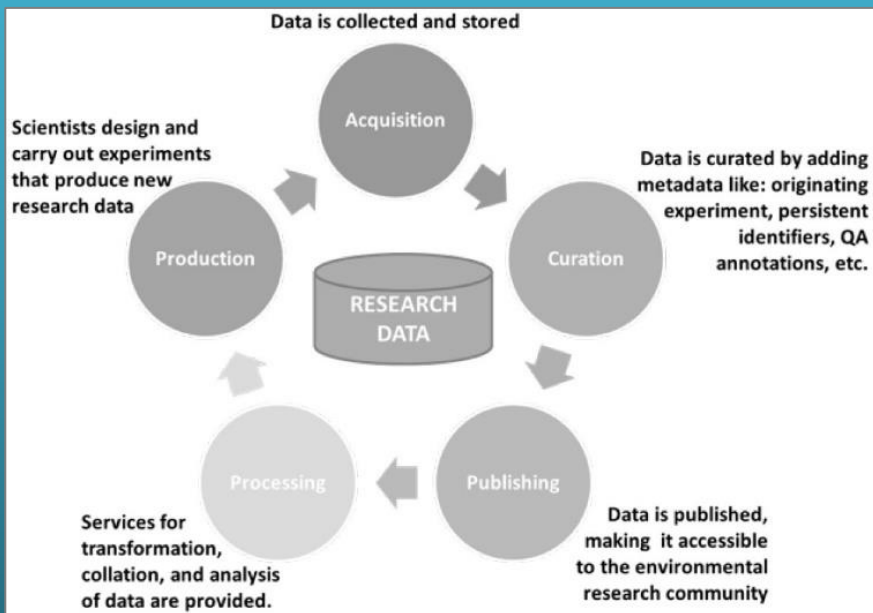 Data is collected and stored
Acquisition
Scientists design and
carry out experiments
that produce new
research data
Production
Data is curated by adding
metadata like: originating
experiment, persistent
identifiers, QA
annotations, etc.
Curation
RESEARCH
DATA
Processing
Publishing
Services for
transformation,
collation, and analysis
of data are provided.
Data is published,
making it accessible
to the environmental
research community